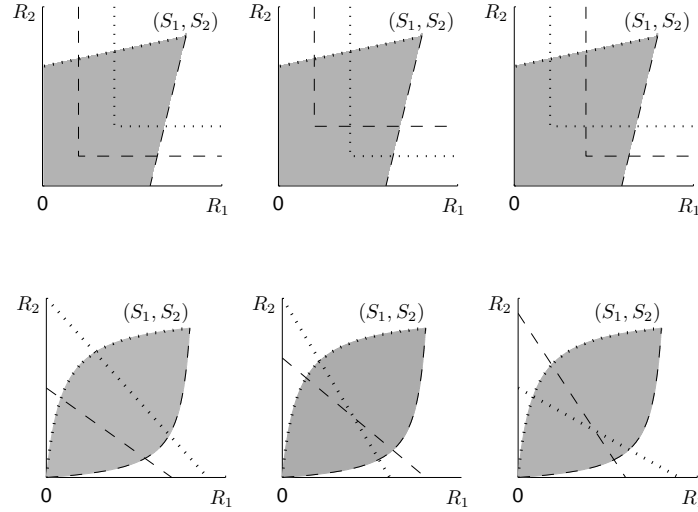 R2 (S1, S2) (S1, S2) (S1, S2)
R2 R2
0 R1 0 R1 0 R1
R2 (S1, S2) R2 (S1, S2) R2 (S1, S2)
0 R1 0 R1 0 R